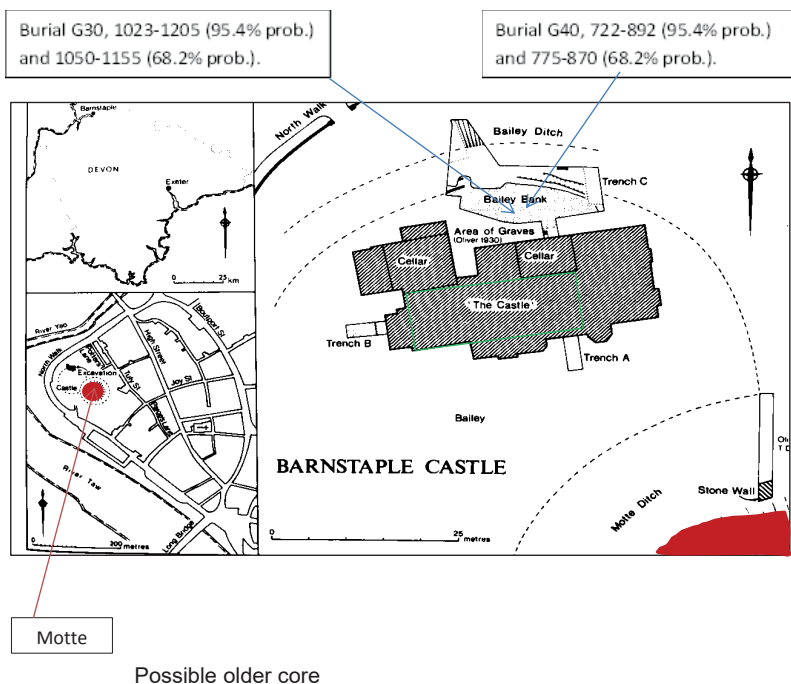 Burial G30, 1023-1205 (95.4% prob.)
and 1050-1155 (68.2% prob.).
Burial G40, 722-892 (95.4% prob.)
and 775-870 (68.2% prob.).
Barnstaple
DEVON
Exeter
0 25
km
North Walk
Bailey Ditch
Trench C
Bailey Bank
Area of Graves
(Oliver 1930)
Cellar
Cellar
The Castle
Trench B
Trench A
Bailey
BARNSTAPLE CASTLE
Motte Ditch
Stone Wall
0 25
metres
River Yeo
North Walk
Boutport St
High Street
Tuly St
Joy St
Excavation
Castle
River Taw
Long Bridge
0 200 metres
Motte
Possible older core